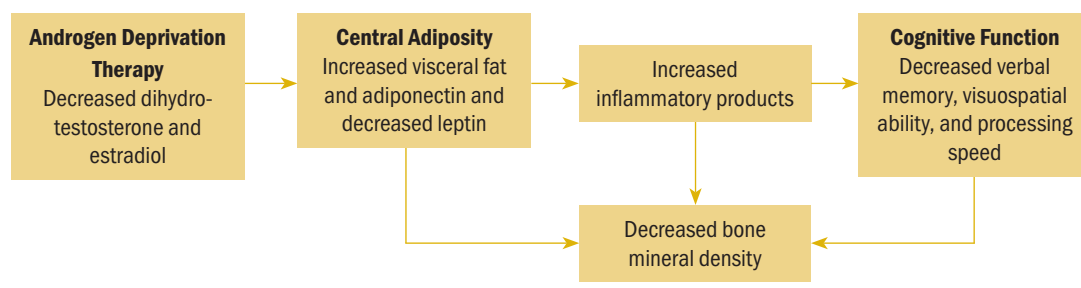 Androgen Deprivation
Therapy
Decreased dihydro-
testosterone and
estradiol
Central Adiposity
Increased visceral fat
and adiponectin and
decreased leptin
Increased
inflammatory products
Cognitive Function
Decreased verbal
memory, visuospatial
ability, and processing
speed
Decreased bone
mineral density